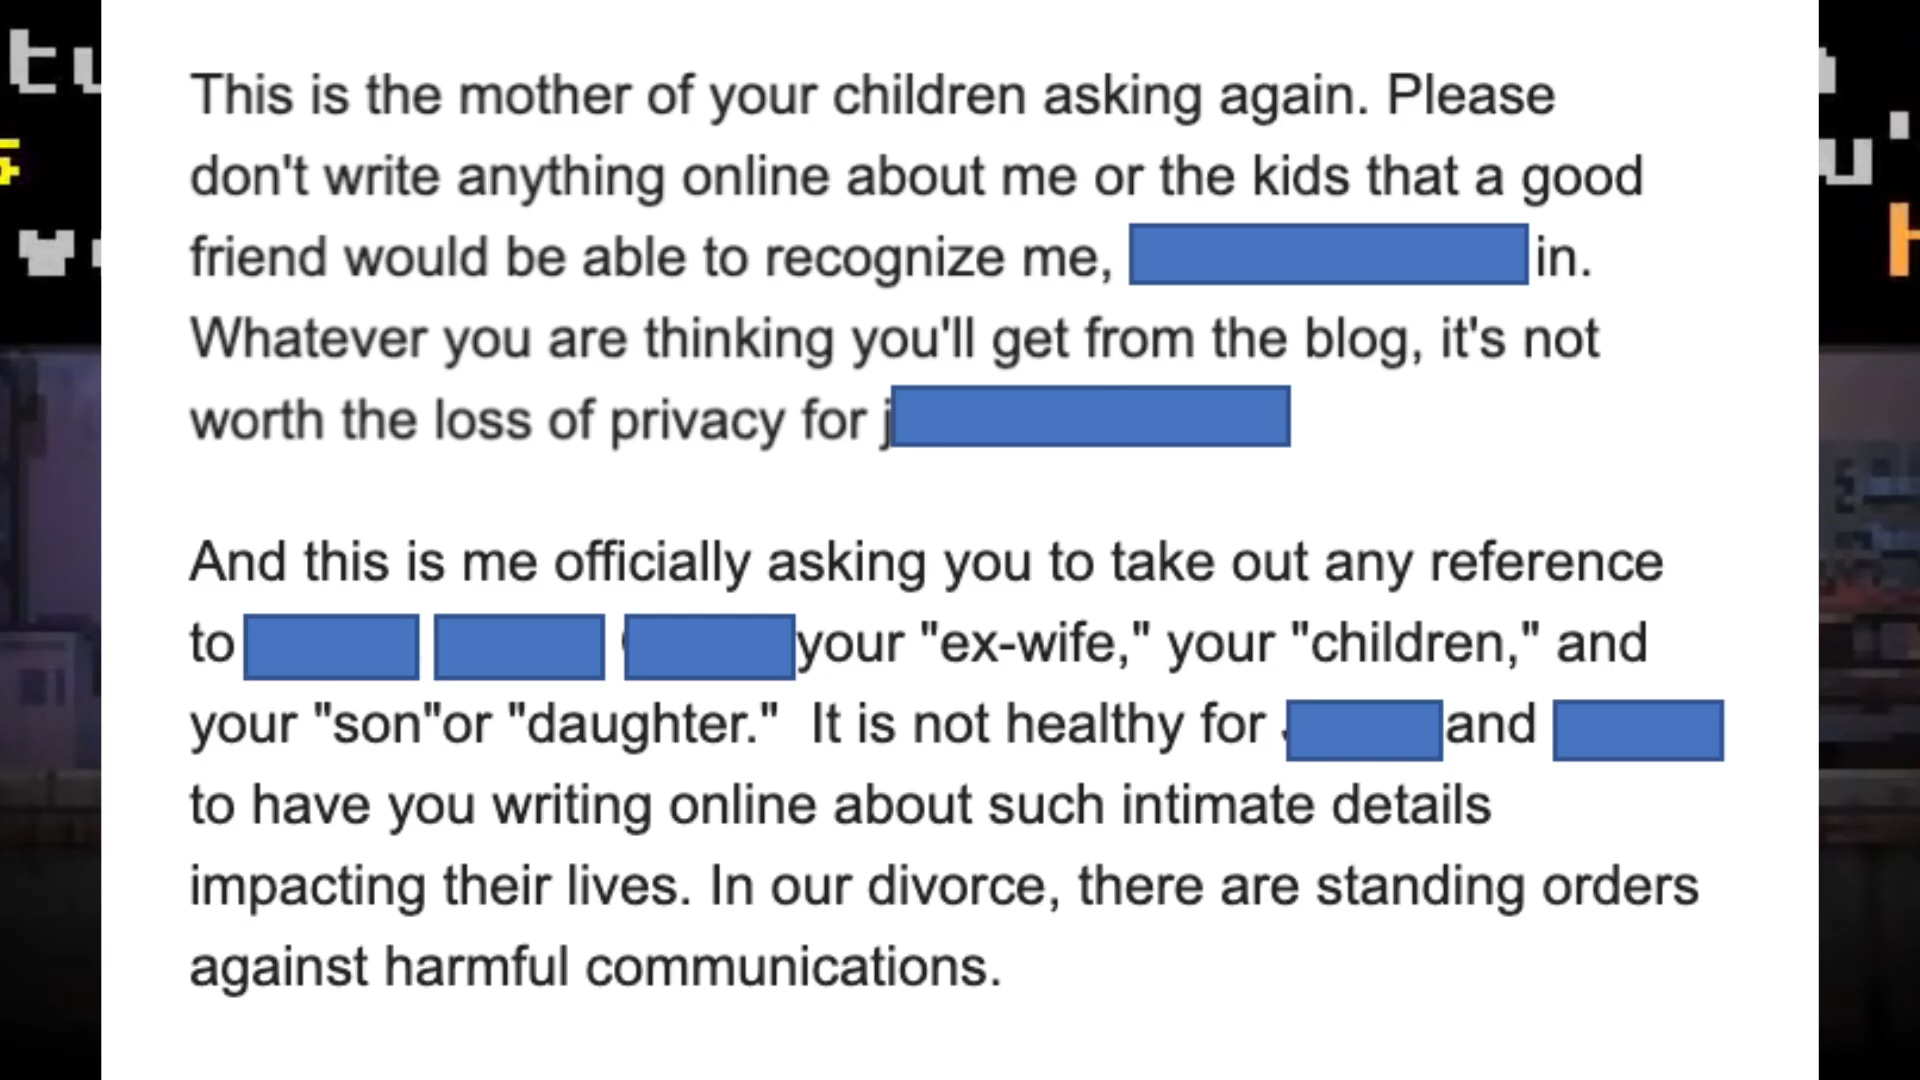 This is the mother of your children asking again. Please
don't write anything online about me or the kids that a good
friend would be able to recognize me, in.
Whatever you are thinking you'll get from the blog, it's not
worth the loss of privacy for j
And this is me officially asking you to take out any reference
to your "ex-wife," your "children," and
your "son"or "daughter." It is not healthy for and
to have you writing online about such intimate details
impacting their lives. In our divorce, there are standing orders
against harmful communications.